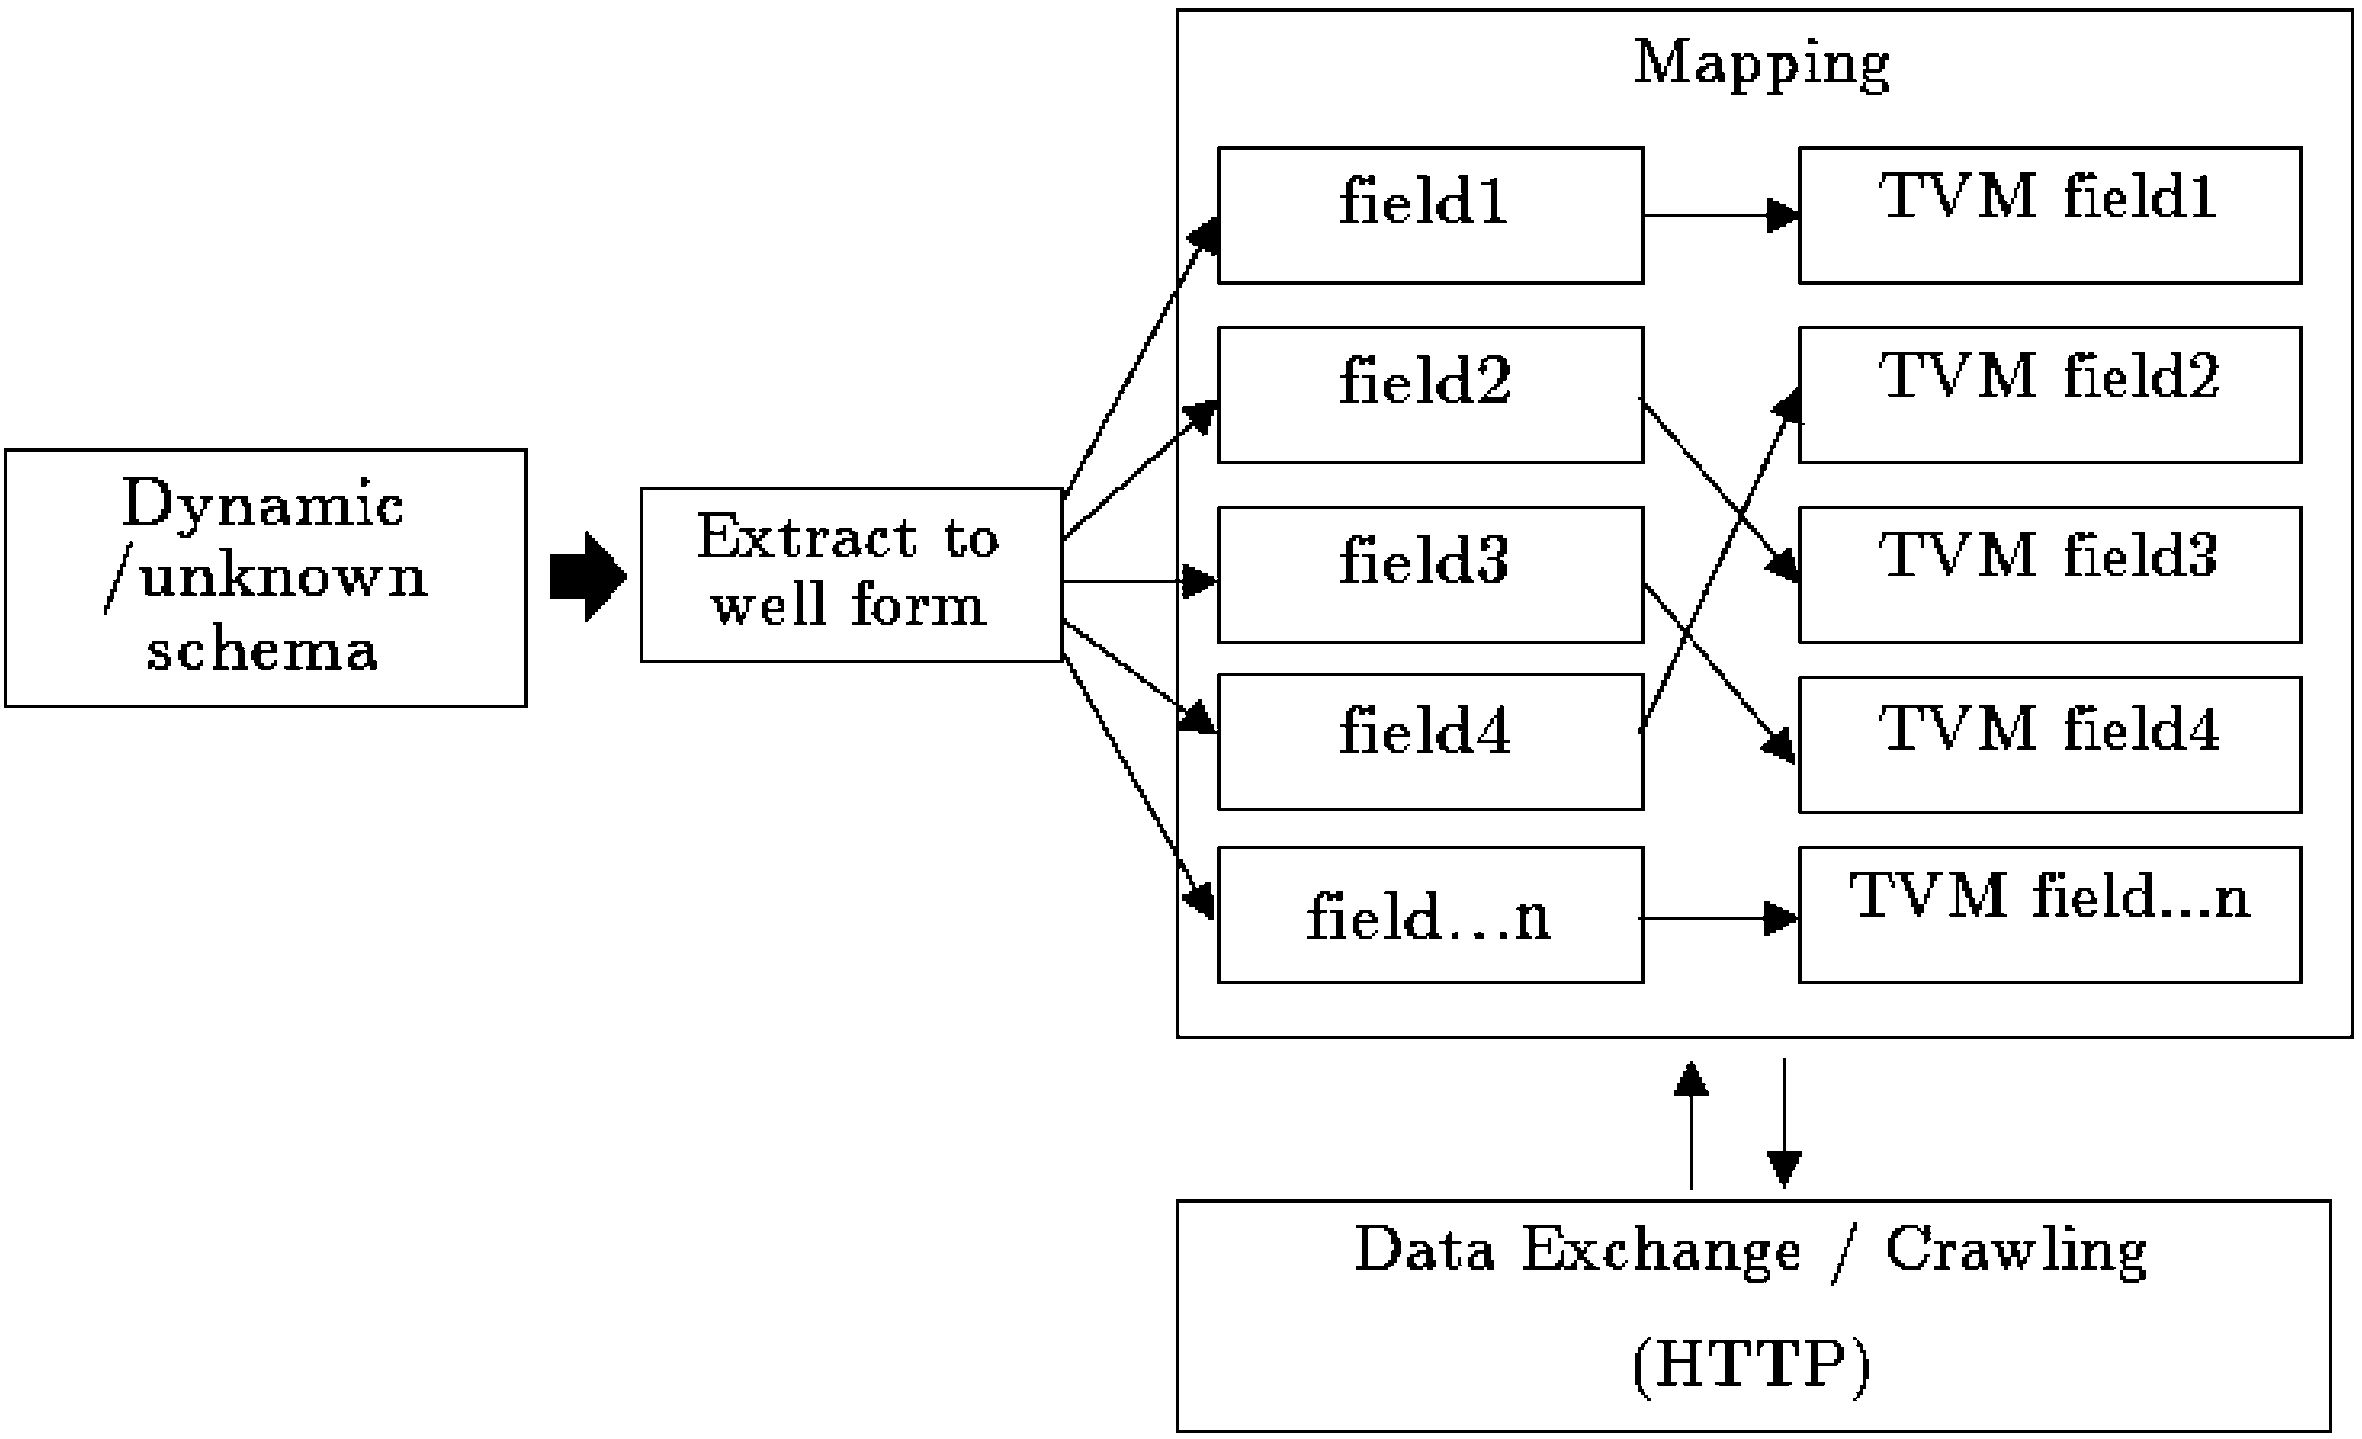 Mapping
field1
TVM field1
field2
TVM field2
Dynamic
/unknown
schema
Extract to
well form
field3
TVM field3
field4
TVM field4
field...n
TVM field...n
Data Exchange / Crawling
(HTTP)